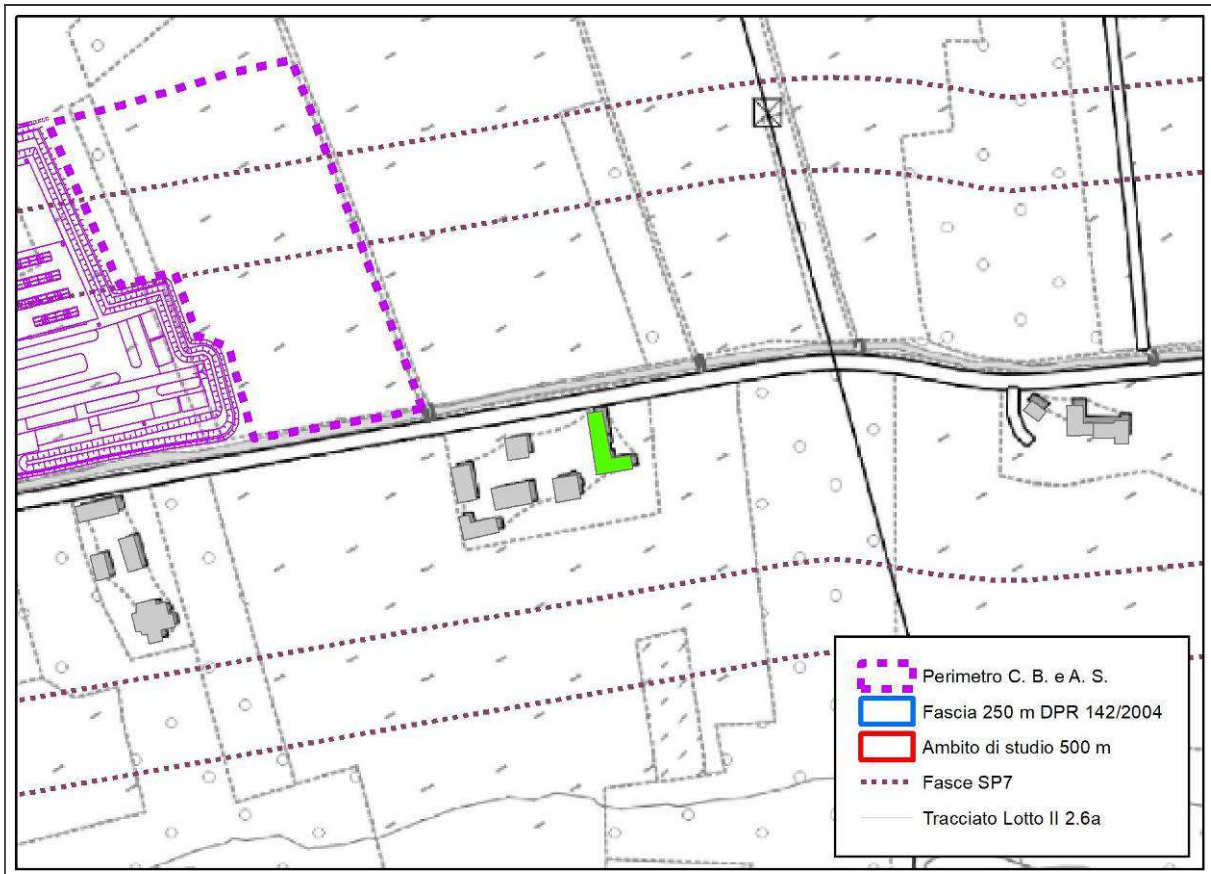 Perimetro C. B. e A. S.
Fascia 250 m DPR 142/2004
Ambito di studio 500 m
Fasce SP7
Tracciato Lotto II 2.6a